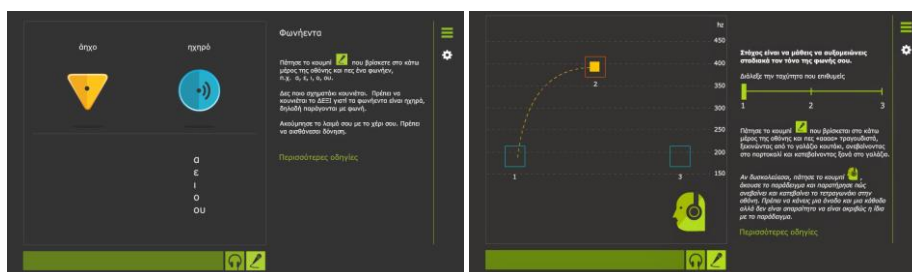 άηχο
ηχηρό
α
ε
ι
ο
ου
Φωνήεντα
Πάτησε το κουμπί που βρίσκετε στο κάτω
μέρος της οθόνης και πες ένα φωνήεν,
π.χ. α, ε, ι, ο, ου.
Δες ποιο σχηματάκι κουνιέται. Πρέπει να
κουνιέτα το ΔΕΞΙ γιατί τα φωνήεντα είναι ηχηρά,
δηλαδή παράγονται με φωνή.
Ακούμπησε το λαιμό σου με το χέρι σου. Πρέπει
να αισθάνεσαι δόνηση.
Περισσότερες οδηγίες
hz
450
400
350
300
250
200
150
1
2
3
Στόχος είναι να μάθεις να αυξομειώνεις
σταδιακά τον τόνο της φωνής σου.
Διάλεξε την ταχύτητα που επιθυμείς
1 2 3
Πάτησε το κουμπί που βρίσκεται στο κάτω
μέρος της οθόνης και πες «αααα» τραγουδιστά,
ξεκινώντας από το γαλάζιο κουτάκι, ανεβαίνοντας
στο πορτοκαλί και κατεβαίνοντας ξανά στο γαλάζιο.
Αν δυσκολεύεσαι, πάτησε το κουμπί ,
άκουσε το παράδειγμα και παρατήρησε πώς
ανεβαίνει και κατεβαίνει το τετραγωνάκι στην
οθόνη. Πρέπει να κάνεις μια άνοδο και μια κάθοδο
αλλά δεν είναι απαραίτητο να είναι ακριβώς η ίδια
με το παράδειγμα.
Περισσότερες οδηγίες